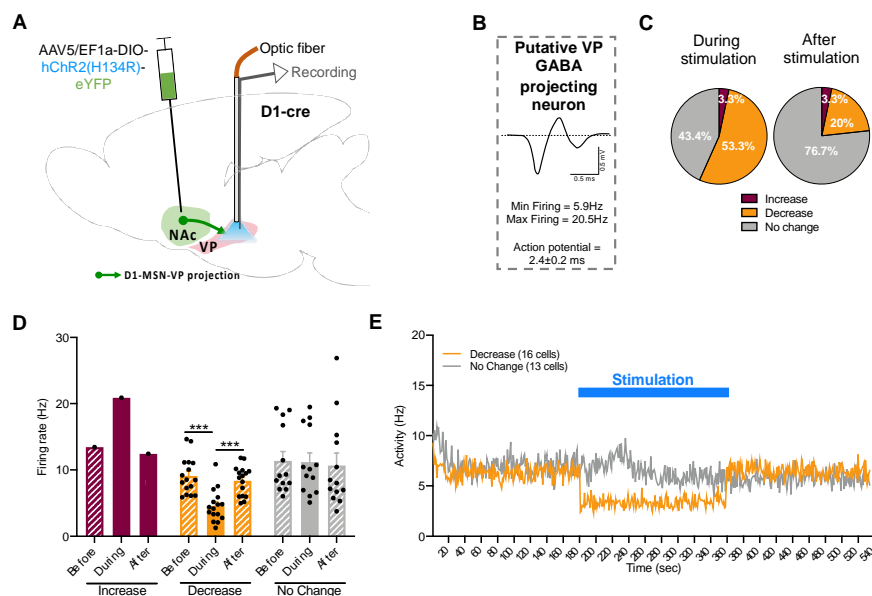 A
AAV5/EF1a-DIO-
hChR2(H134R)-
eYFP
Optic fiber
Recording
D1-cre
NAc
VP
D1-MSN-VP projection
B
Putative VP
GABA
projecting
neuron
0.5 mV
0.5 ms
Min Firing = 5.9Hz
Max Firing = 20.5Hz
Action potential =
2.4±0.2 ms
C
During
stimulation
After
stimulation
3.3%
43.4%
53.3%
3.3%
20%
76.7%
Increase
Decrease
No change
D
Firing rate (Hz)
30
20
10
0
*** ***
Before During After Before During After Before During After
Increase Decrease No Change
E
Activity (Hz)
20
15
10
5
0
Decrease (16 cells)
No Change (13 cells)
Stimulation
20 40 60 80 100 120 140 160 180 200 220 240 260 280 300 320 340 360 380 400 420 440 460 480 500 520 540
Time (sec)